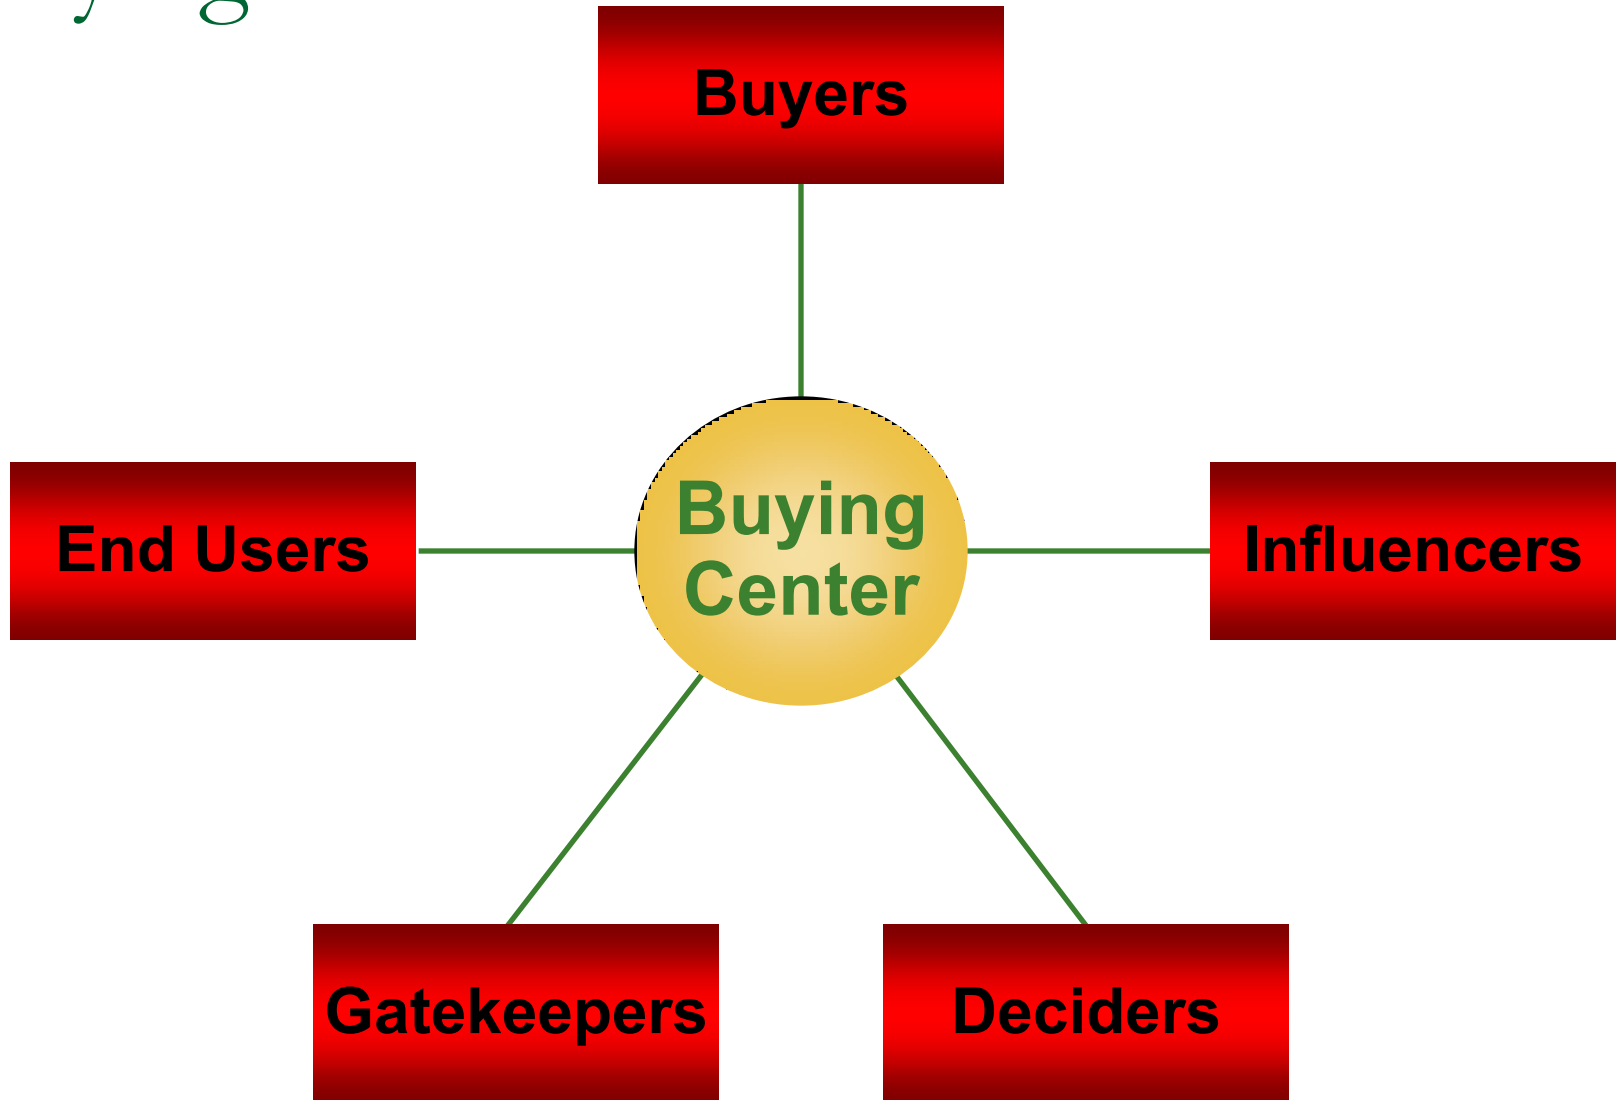 Buyers
End Users
Buying
Center
Influencers
Gatekeepers
Deciders